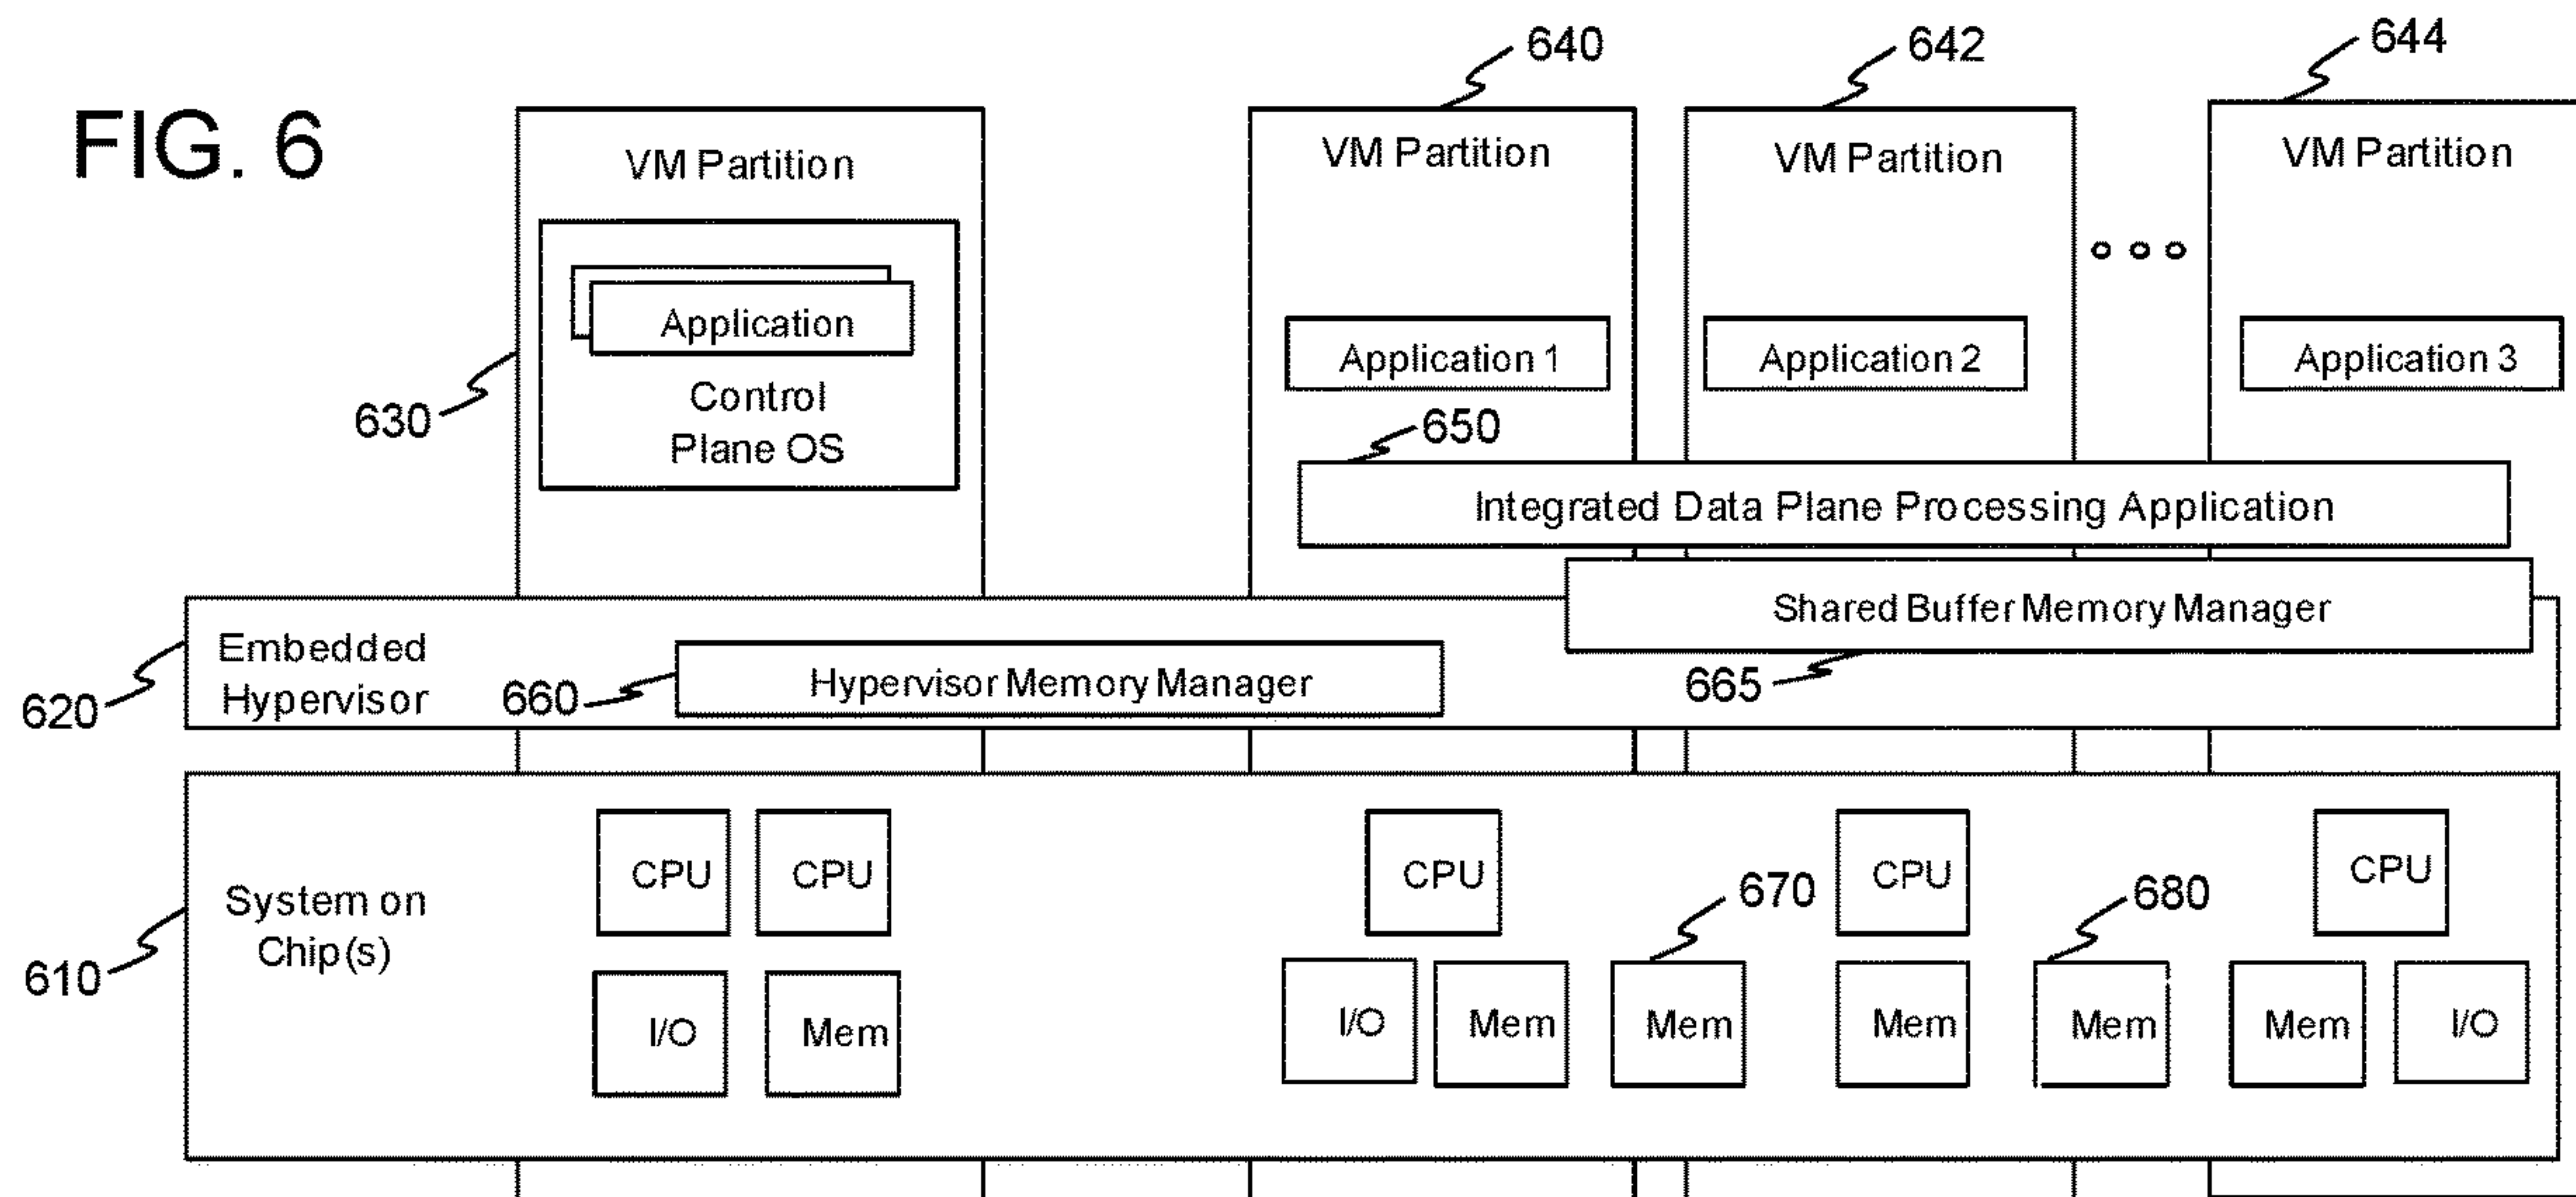 FIG. 6
640
642
644
VM Partition
VM Partition
VM Partition
VM Partition
Application
Control
Plane OS
630
Application 1
Application 2
Application 3
650
Integrated Data Plane Processing Application
Shared Buffer Memory Manager
665
Embedded
Hypervisor
620
660
Hypervisor Memory Manager
System on
Chip(s)
610
CPU
CPU
CPU
CPU
CPU
670
680
I/O
Mem
I/O
Mem
Mem
Mem
Mem
Mem
I/O